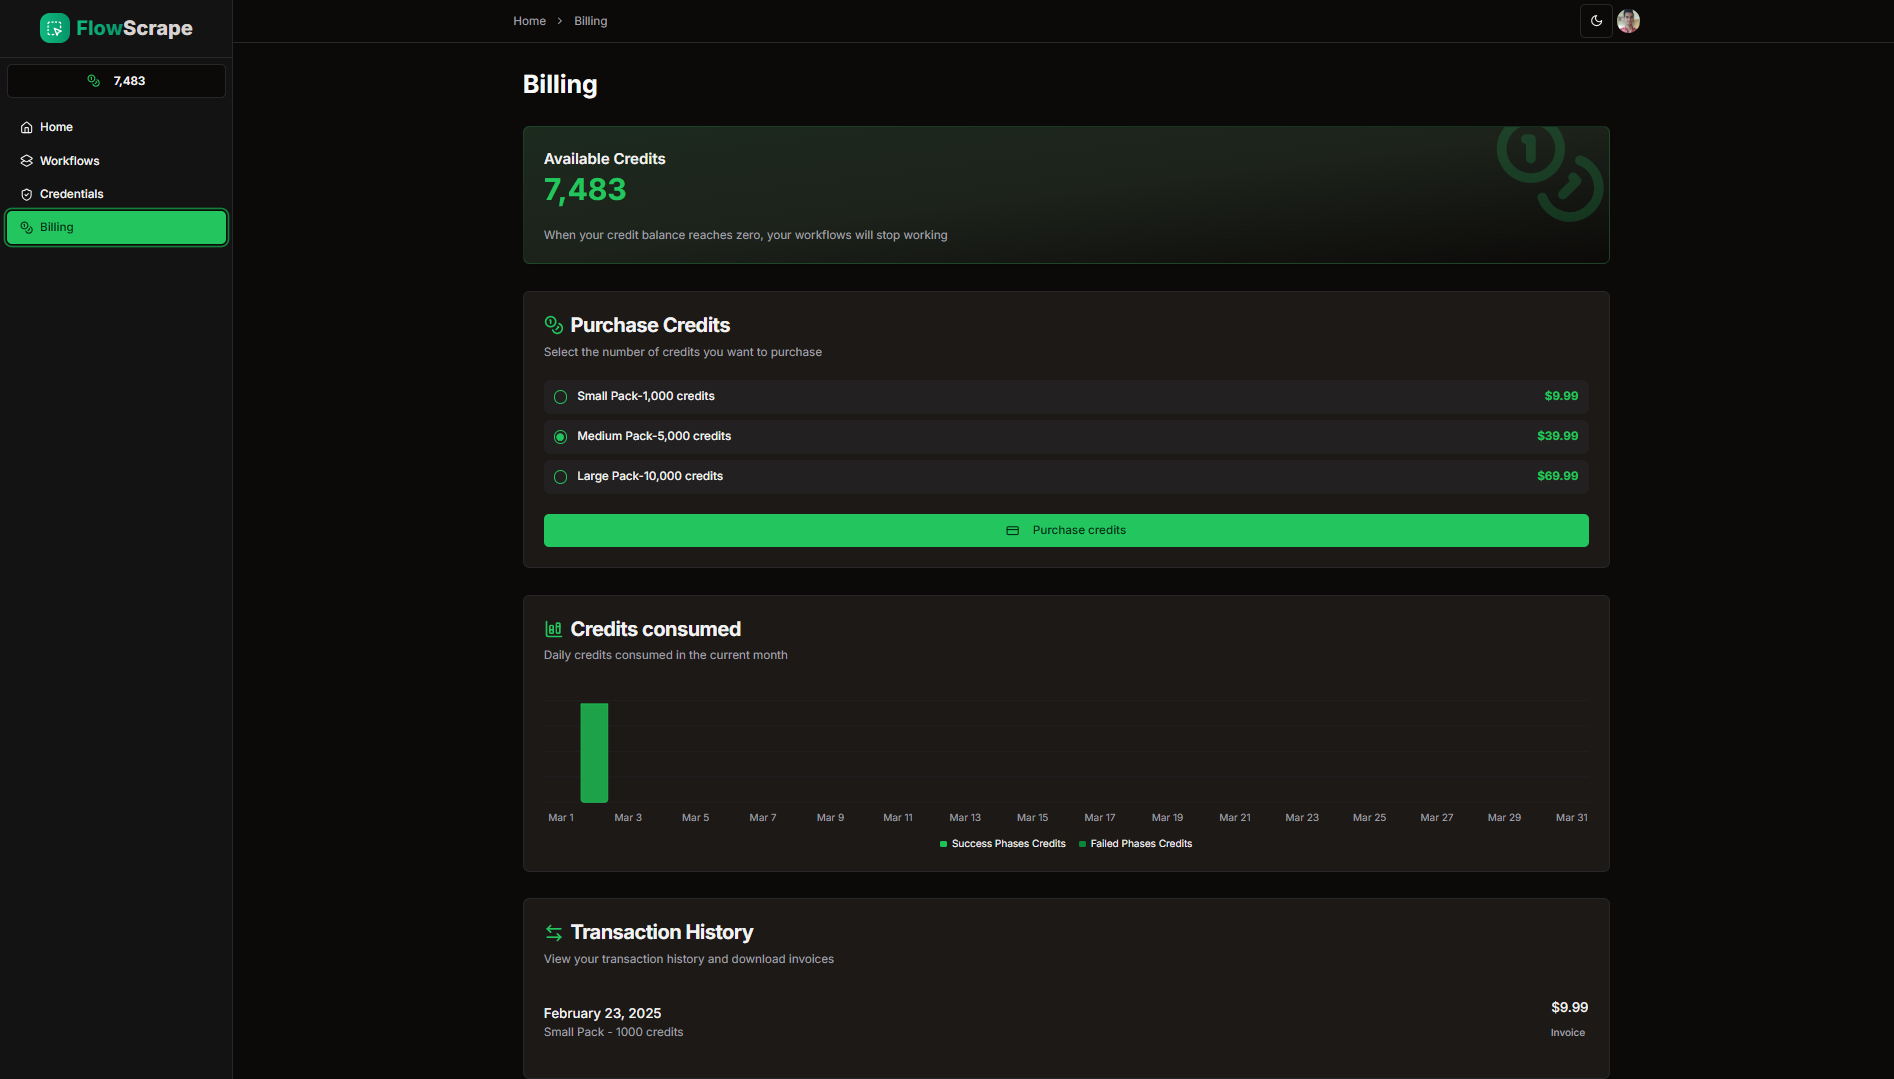 FlowScrape
7,483
Home
Workflows
Credentials
Billing
Home > Billing
Billing
Available Credits
7,483
When your credit balance reaches zero, your workflows will stop working
Purchase Credits
Select the number of credits you want to purchase
Small Pack-1,000 credits $9.99
Medium Pack-5,000 credits $39.99
Large Pack-10,000 credits $69.99
Purchase credits
Credits consumed
Daily credits consumed in the current month
Mar 1 Mar 3 Mar 5 Mar 7 Mar 9 Mar 11 Mar 13 Mar 15 Mar 17 Mar 19 Mar 21 Mar 23 Mar 25 Mar 27 Mar 29 Mar 31
Success Phases Credits Failed Phases Credits
Transaction History
View your transaction history and download invoices
February 23, 2025 $9.99
Small Pack - 1000 credits Invoice